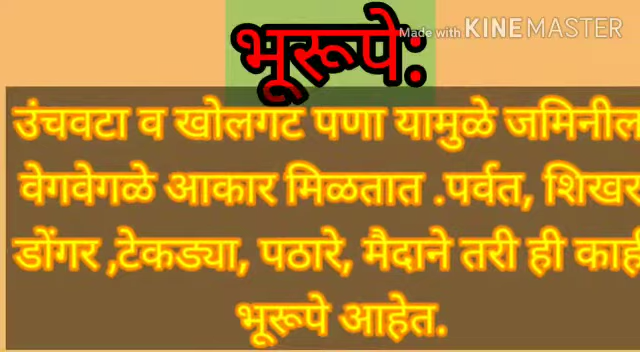 Made with KINEMASTER
भूरूपे:
उंचवटा व खोलगट पणा यामुळे जमिनील
वेगवेगळे आकार मिळतात .पर्वत, शिखर
डोंगर ,टेकड्या, पठारे, मैदाने तरी ही काही
भूरूपे आहेत.